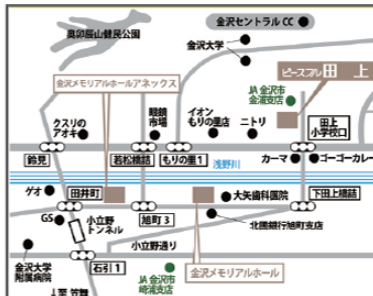 奥卯辰山健民公園
金沢セントラル CC
金沢大学
ピースフル 田上
金沢メモリアルホールアネックス
JA 金沢市
金浦支店
クスリの
アオキ
眼鏡
市場
イオン
もりの里店
ニトリ
田上
小学校口
鈴見
若松橋詰
もりの里1
浅野川
カーマ
ゴーゴーカレー
ゲオ
田井町
大矢歯科医院
下田上橋詰
GS
小立野
トンネル
旭町 3
北國銀行旭町支店
小立野通り
金沢大学
附属病院
石引 1
JA 金沢市
崎浦支店
金沢メモリアルホール
↓至 笠舞